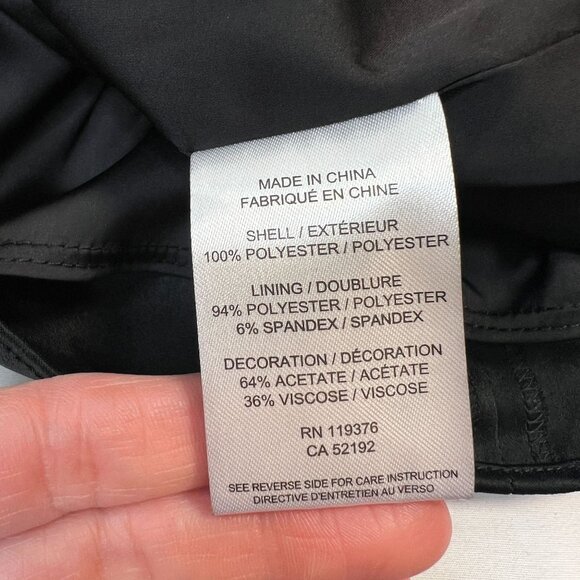 MADE IN CHINA
FABRIQUÉ EN CHINE
SHELL / EXTÉRIEUR
100% POLYESTER / POLYESTER
LINING / DOUBLURE
94% POLYESTER / POLYESTER
6% SPANDEX / SPANDEX
DECORATION / DÉCORATION
64% ACETATE / ACÉTATE
36% VISCOSE / VISCOSE
RN 119376
CA 52192
SEE REVERSE SIDE FOR CARE INSTRUCTION
DIRECTIVE D'ENTRETIEN AU VERSO